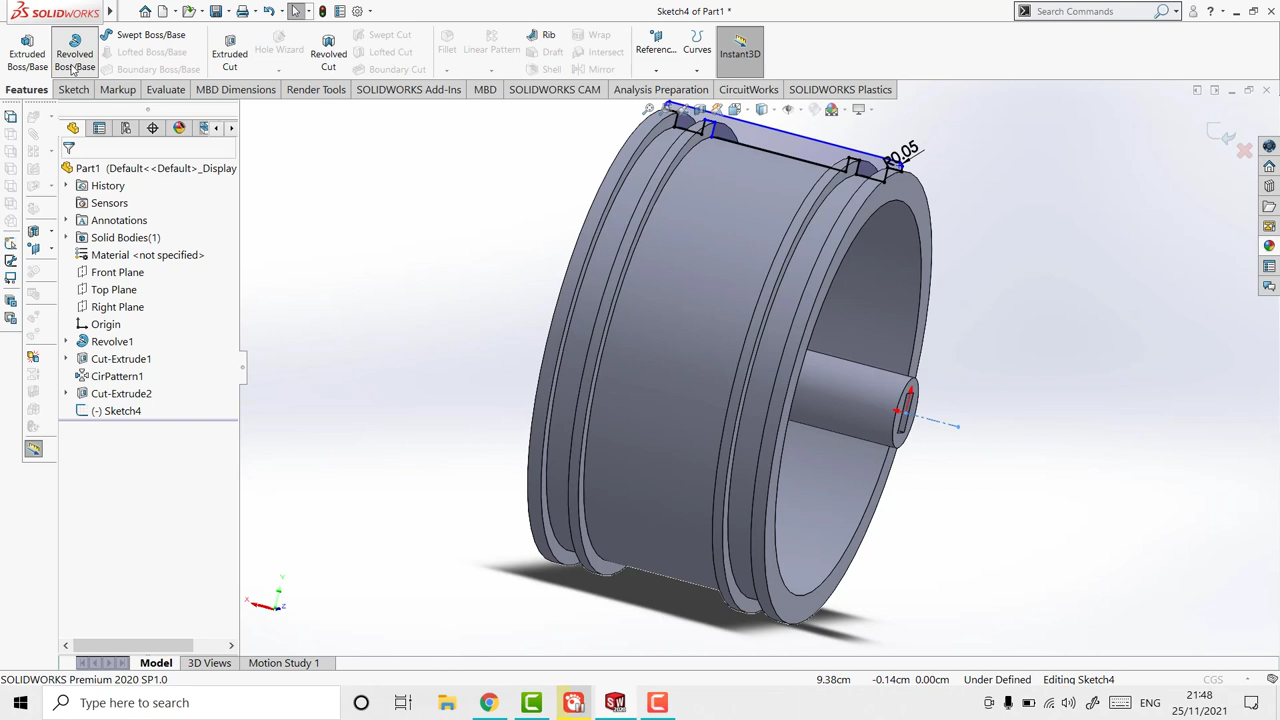 SOLIDWORKS
Sketch4 of Part1 *
Search Commands
Extruded Boss/Base
Revolved Boss/Base
Swept Boss/Base
Lofted Boss/Base
Boundary Boss/Base
Extruded Cut
Hole Wizard
Revolved Cut
Swept Cut
Lofted Cut
Boundary Cut
Fillet
Linear Pattern
Rib
Draft
Shell
Wrap
Intersect
Mirror
Referenc...
Curves
Instant3D
Features
Sketch
Markup
Evaluate
MBD Dimensions
Render Tools
SOLIDWORKS Add-Ins
MBD
SOLIDWORKS CAM
Analysis Preparation
CircuitWorks
SOLIDWORKS Plastics
Part1 (Default<<Default>_Display
History
Sensors
Annotations
Solid Bodies(1)
Material <not specified>
Front Plane
Top Plane
Right Plane
Origin
Revolve1
Cut-Extrude1
CirPattern1
Cut-Extrude2
(-) Sketch4
R0.05
Y
X
Z
Model
3D Views
Motion Study 1
SOLIDWORKS Premium 2020 SP1.0
9.38cm
-0.14cm
0.00cm
Under Defined
Editing Sketch4
CGS
Type here to search
ENG
21:48
25/11/2021